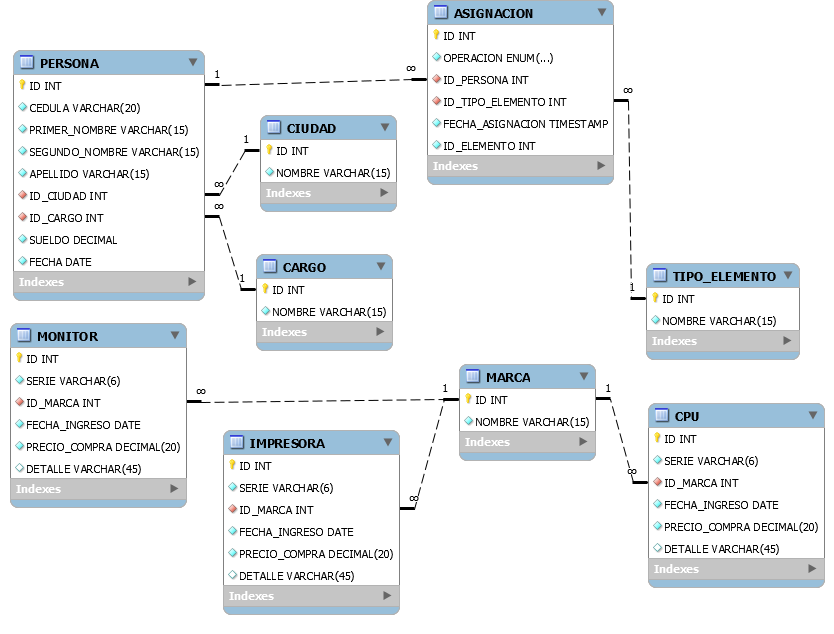 ASIGNACION
ID INT
OPERACION ENUM(...)
ID_PERSONA INT
ID_TIPO_ELEMENTO INT
FECHA_ASIGNACION TIMESTAMP
ID_ELEMENTO INT
Indexes
PERSONA
ID INT
CEDULA VARCHAR(20)
PRIMER_NOMBRE VARCHAR(15)
SEGUNDO_NOMBRE VARCHAR(15)
APELLIDO VARCHAR(15)
ID_CIUDAD INT
ID_CARGO INT
SUELDO DECIMAL
FECHA DATE
Indexes
1
∞
CIUDAD
ID INT
NOMBRE VARCHAR(15)
Indexes
1
∞
∞
1
CARGO
ID INT
NOMBRE VARCHAR(15)
Indexes
∞
1
TIPO_ELEMENTO
ID INT
NOMBRE VARCHAR(15)
Indexes
MONITOR
ID INT
SERIE VARCHAR(6)
ID_MARCA INT
FECHA_INGRESO DATE
PRECIO_COMPRA DECIMAL(20)
DETALLE VARCHAR(45)
Indexes
∞
1
MARCA
ID INT
NOMBRE VARCHAR(15)
Indexes
1
∞
IMPRESORA
ID INT
SERIE VARCHAR(6)
ID_MARCA INT
FECHA_INGRESO DATE
PRECIO_COMPRA DECIMAL(20)
DETALLE VARCHAR(45)
Indexes
∞
CPU
ID INT
SERIE VARCHAR(6)
ID_MARCA INT
FECHA_INGRESO DATE
PRECIO_COMPRA DECIMAL(20)
DETALLE VARCHAR(45)
Indexes